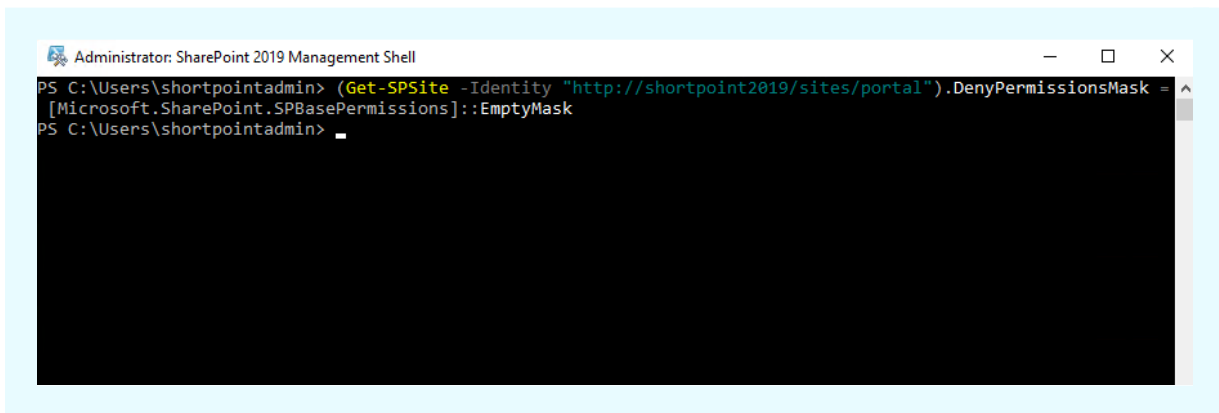 Administrator: SharePoint 2019 Management Shell
PS C:\Users\shortpointadmin> (Get-SPSite -Identity "http://shortpoint2019/sites/portal").DenyPermissionsMask =
 [Microsoft.SharePoint.SPBasePermissions]::EmptyMask
PS C:\Users\shortpointadmin>